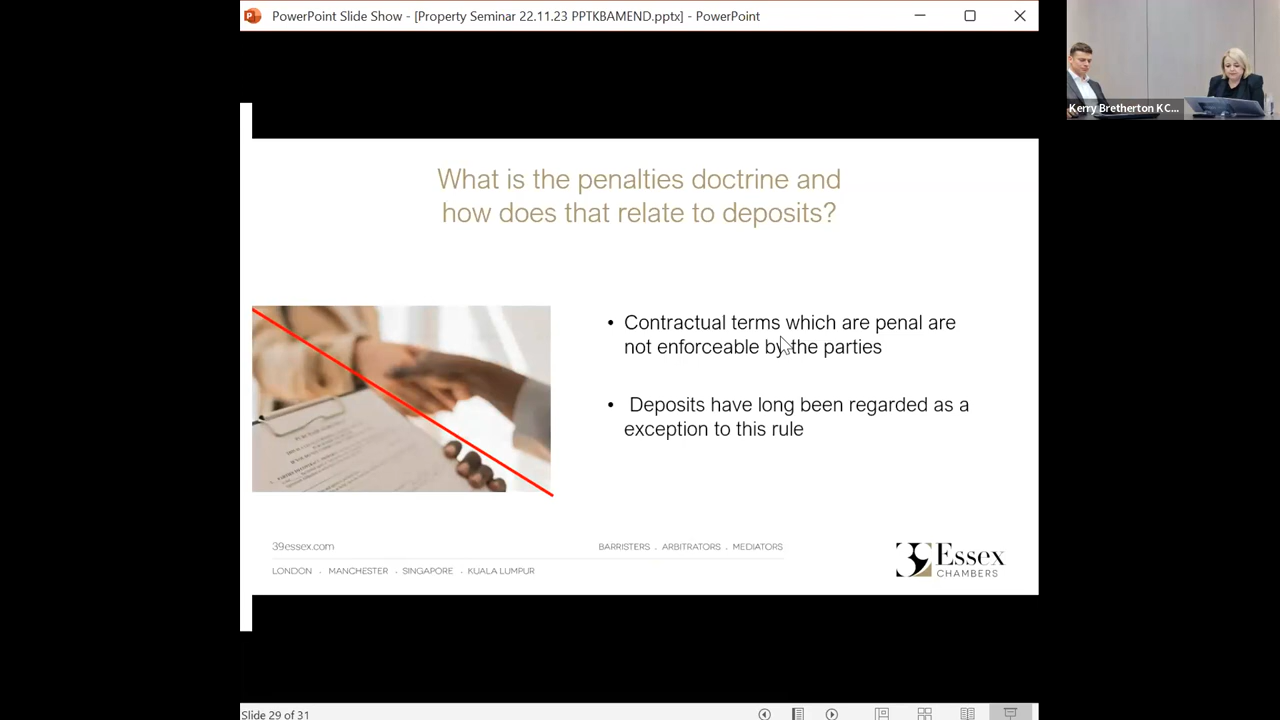 PowerPoint Slide Show - [Property Seminar 22.11.23 PPTKBAMEND.pptx] - PowerPoint
Kerry Bretherton KC...
What is the penalties doctrine and
how does that relate to deposits?
• Contractual terms which are penal are
not enforceable by the parties
• Deposits have long been regarded as a
exception to this rule
39essex.com
BARRISTERS . ARBITRATORS . MEDIATORS
LONDON . MANCHESTER . SINGAPORE . KUALA LUMPUR
39 Essex
CHAMBERS
Slide 29 of 31